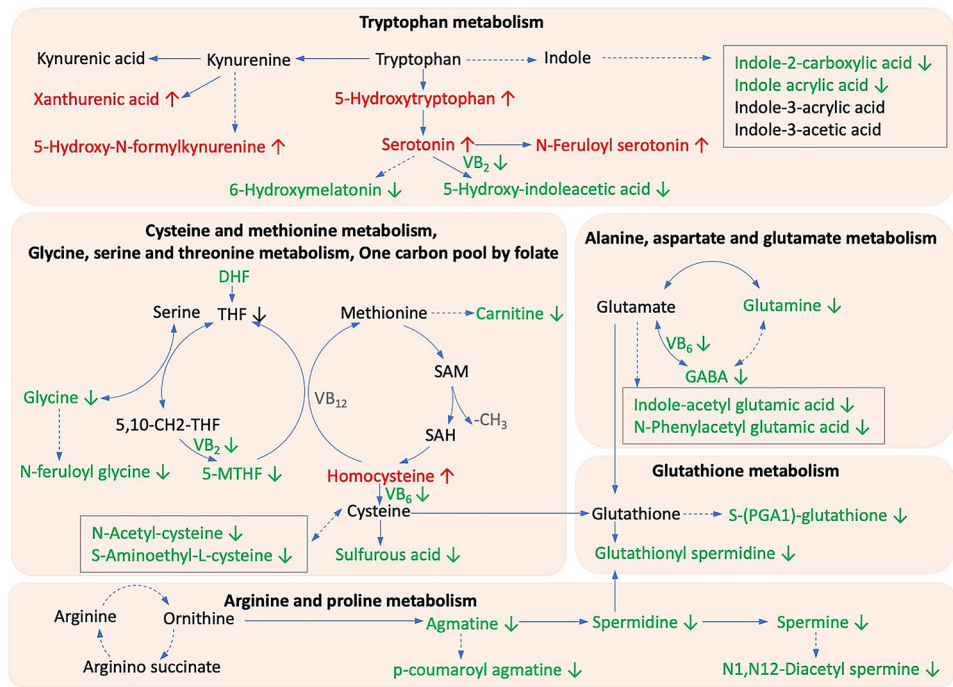 Tryptophan metabolism
Kynurenic acid
Kynurenine
Tryptophan
Indole
Indole-2-carboxylic acid ↓
Indole acrylic acid ↓
Indole-3-acrylic acid
Indole-3-acetic acid
Xanthurenic acid ↑
5-Hydroxytryptophan ↑
5-Hydroxy-N-formylkynurenine ↑
Serotonin ↑
N-Feruloyl serotonin ↑
VB2 ↓
6-Hydroxymelatonin ↓
5-Hydroxy-indoleacetic acid ↓
Cysteine and methionine metabolism,
Glycine, serine and threonine metabolism, One carbon pool by folate
DHF
Serine
THF ↓
Methionine
Carnitine ↓
SAM
Glycine ↓
VB12
-CH3
5,10-CH2-THF
SAH
VB2 ↓
N-feruloyl glycine ↓
5-MTHF ↓
Homocysteine ↑
VB6 ↓
Cysteine
N-Acetyl-cysteine ↓
S-Aminoethyl-L-cysteine ↓
Sulfurous acid ↓
Alanine, aspartate and glutamate metabolism
Glutamate
Glutamine ↓
VB6 ↓
GABA ↓
Indole-acetyl glutamic acid ↓
N-Phenylacetyl glutamic acid ↓
Glutathione metabolism
Glutathione
S-(PGA1)-glutathione ↓
Glutathionyl spermidine ↓
Arginine and proline metabolism
Arginine
Ornithine
Agmatine ↓
Spermidine ↓
Spermine ↓
Arginino succinate
p-coumaroyl agmatine ↓
N1,N12-Diacetyl spermine ↓